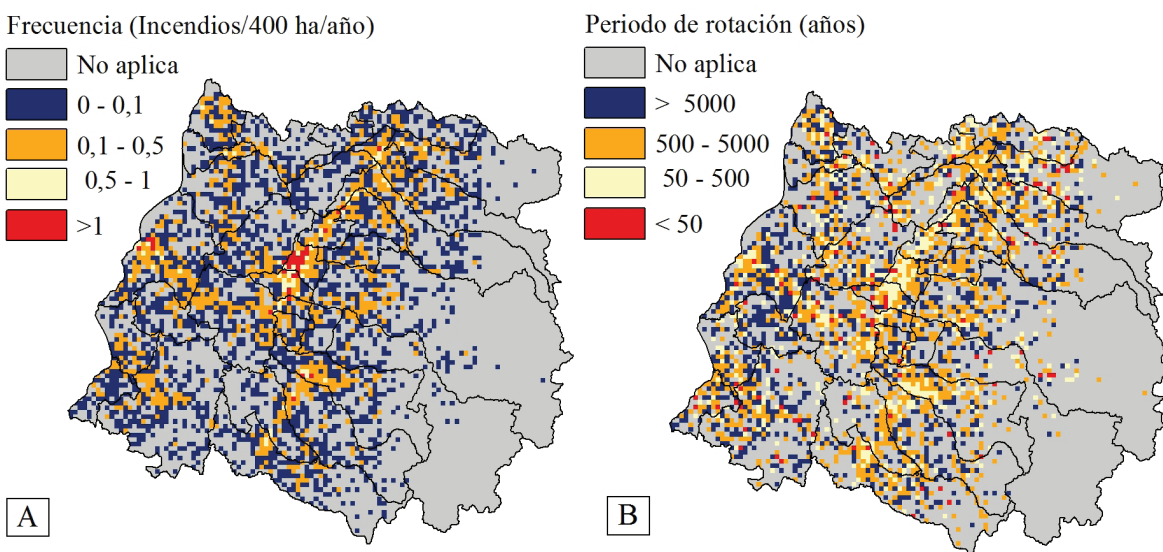 Frecuencia (Incendios/400 ha/año)
No aplica
0 - 0,1
0,1 - 0,5
0,5 - 1
>1
A
Periodo de rotación (años)
No aplica
> 5000
500 - 5000
50 - 500
< 50
B